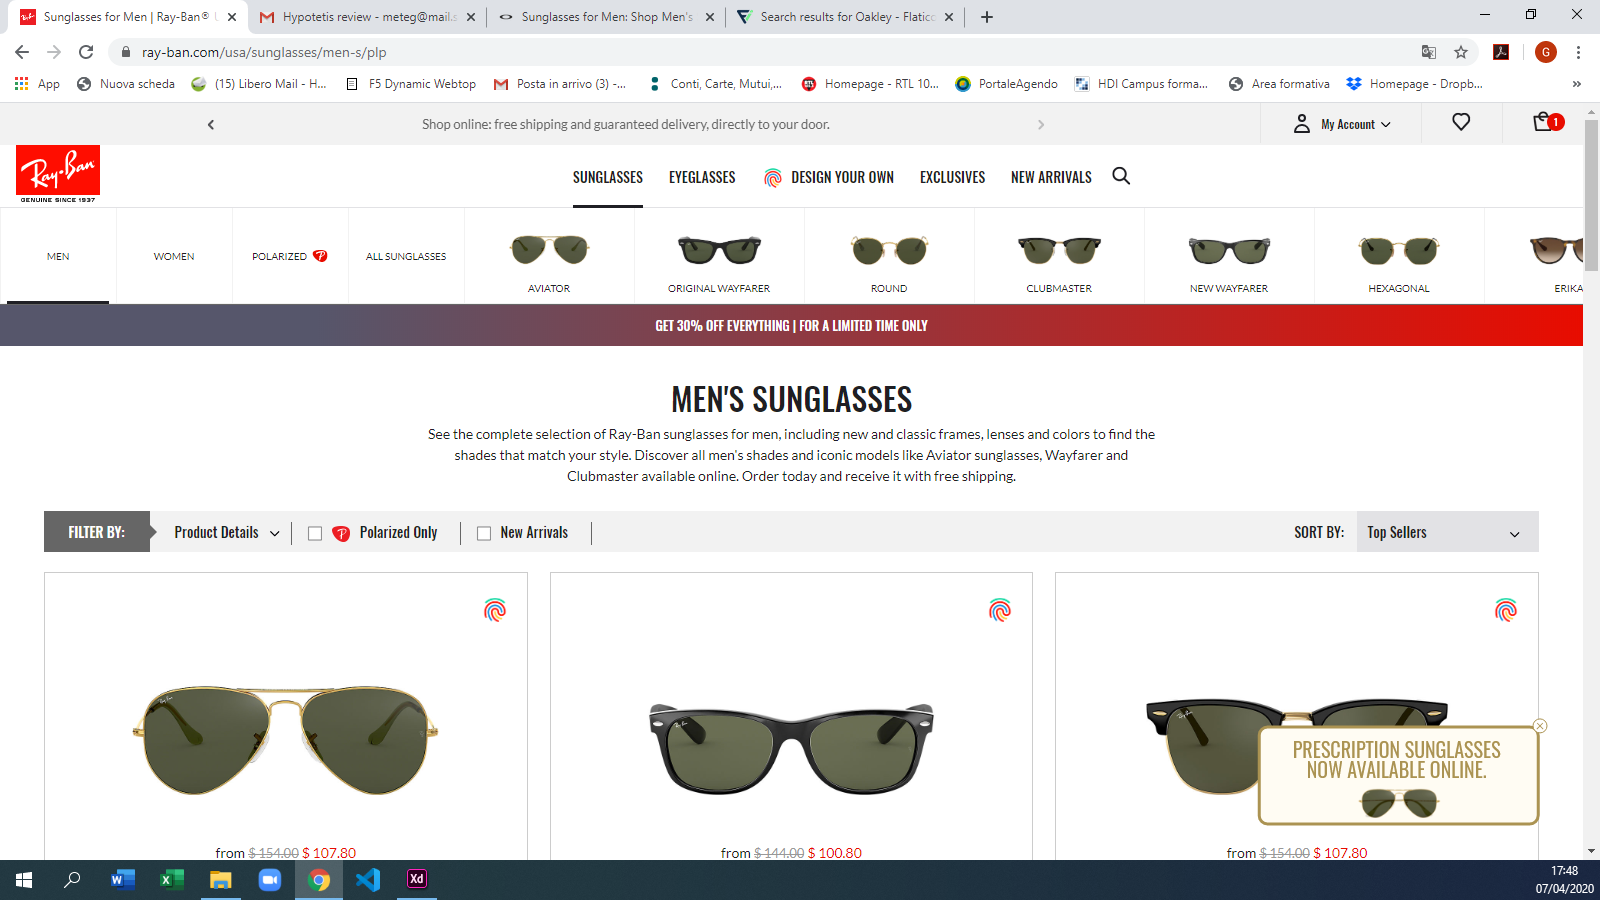 Sunglasses for Men | Ray-Ban®
Hypotetis review - meteg@mail.
Sunglasses for Men: Shop Men's
Search results for Oakley - Flatic
ray-ban.com/usa/sunglasses/men-s/plp
G
App
Nuova scheda
(15) Libero Mail - H...
F5 Dynamic Webtop
Posta in arrivo (3) -...
Conti, Carte, Mutui,...
Homepage - RTL 10...
PortaleAgendo
HDI Campus forma...
Area formativa
Homepage - Dropb...
Shop online: free shipping and guaranteed delivery, directly to your door.
My Account
1
Ray-Ban
GENUINE SINCE 1937
SUNGLASSES
EYEGLASSES
DESIGN YOUR OWN
EXCLUSIVES
NEW ARRIVALS
MEN
WOMEN
POLARIZED P
ALL SUNGLASSES
AVIATOR
ORIGINAL WAYFARER
ROUND
CLUBMASTER
NEW WAYFARER
HEXAGONAL
ERIKA
GET 30% OFF EVERYTHING | FOR A LIMITED TIME ONLY
MEN'S SUNGLASSES
See the complete selection of Ray-Ban sunglasses for men, including new and classic frames, lenses and colors to find the
shades that match your style. Discover all men's shades and iconic models like Aviator sunglasses, Wayfarer and
Clubmaster available online. Order today and receive it with free shipping.
FILTER BY:
Product Details
P Polarized Only
New Arrivals
SORT BY:
Top Sellers
Ray-Ban
Ray-Ban
Ray-Ban
PRESCRIPTION SUNGLASSES
NOW AVAILABLE ONLINE.
from $ 154.00 $ 107.80
from $ 144.00 $ 100.80
from $ 154.00 $ 107.80
Xd
17:48
07/04/2020